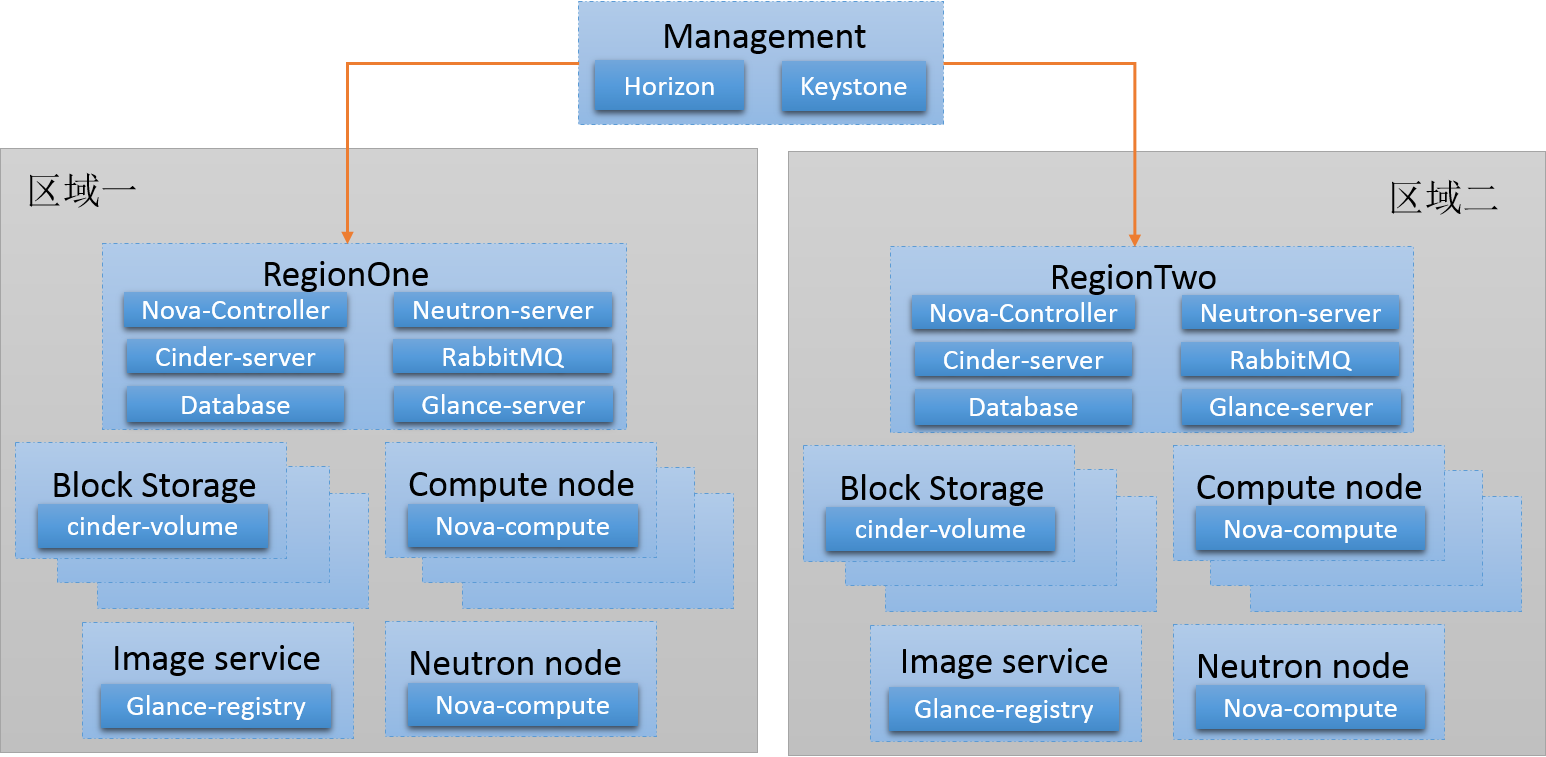 Management
Horizon
Keystone
区域一
RegionOne
Nova-Controller
Neutron-server
Cinder-server
RabbitMQ
Database
Glance-server
Block Storage
cinder-volume
Compute node
Nova-compute
Image service
Glance-registry
Neutron node
Nova-compute
区域二
RegionTwo
Nova-Controller
Neutron-server
Cinder-server
RabbitMQ
Database
Glance-server
Block Storage
cinder-volume
Compute node
Nova-compute
Image service
Glance-registry
Neutron node
Nova-compute